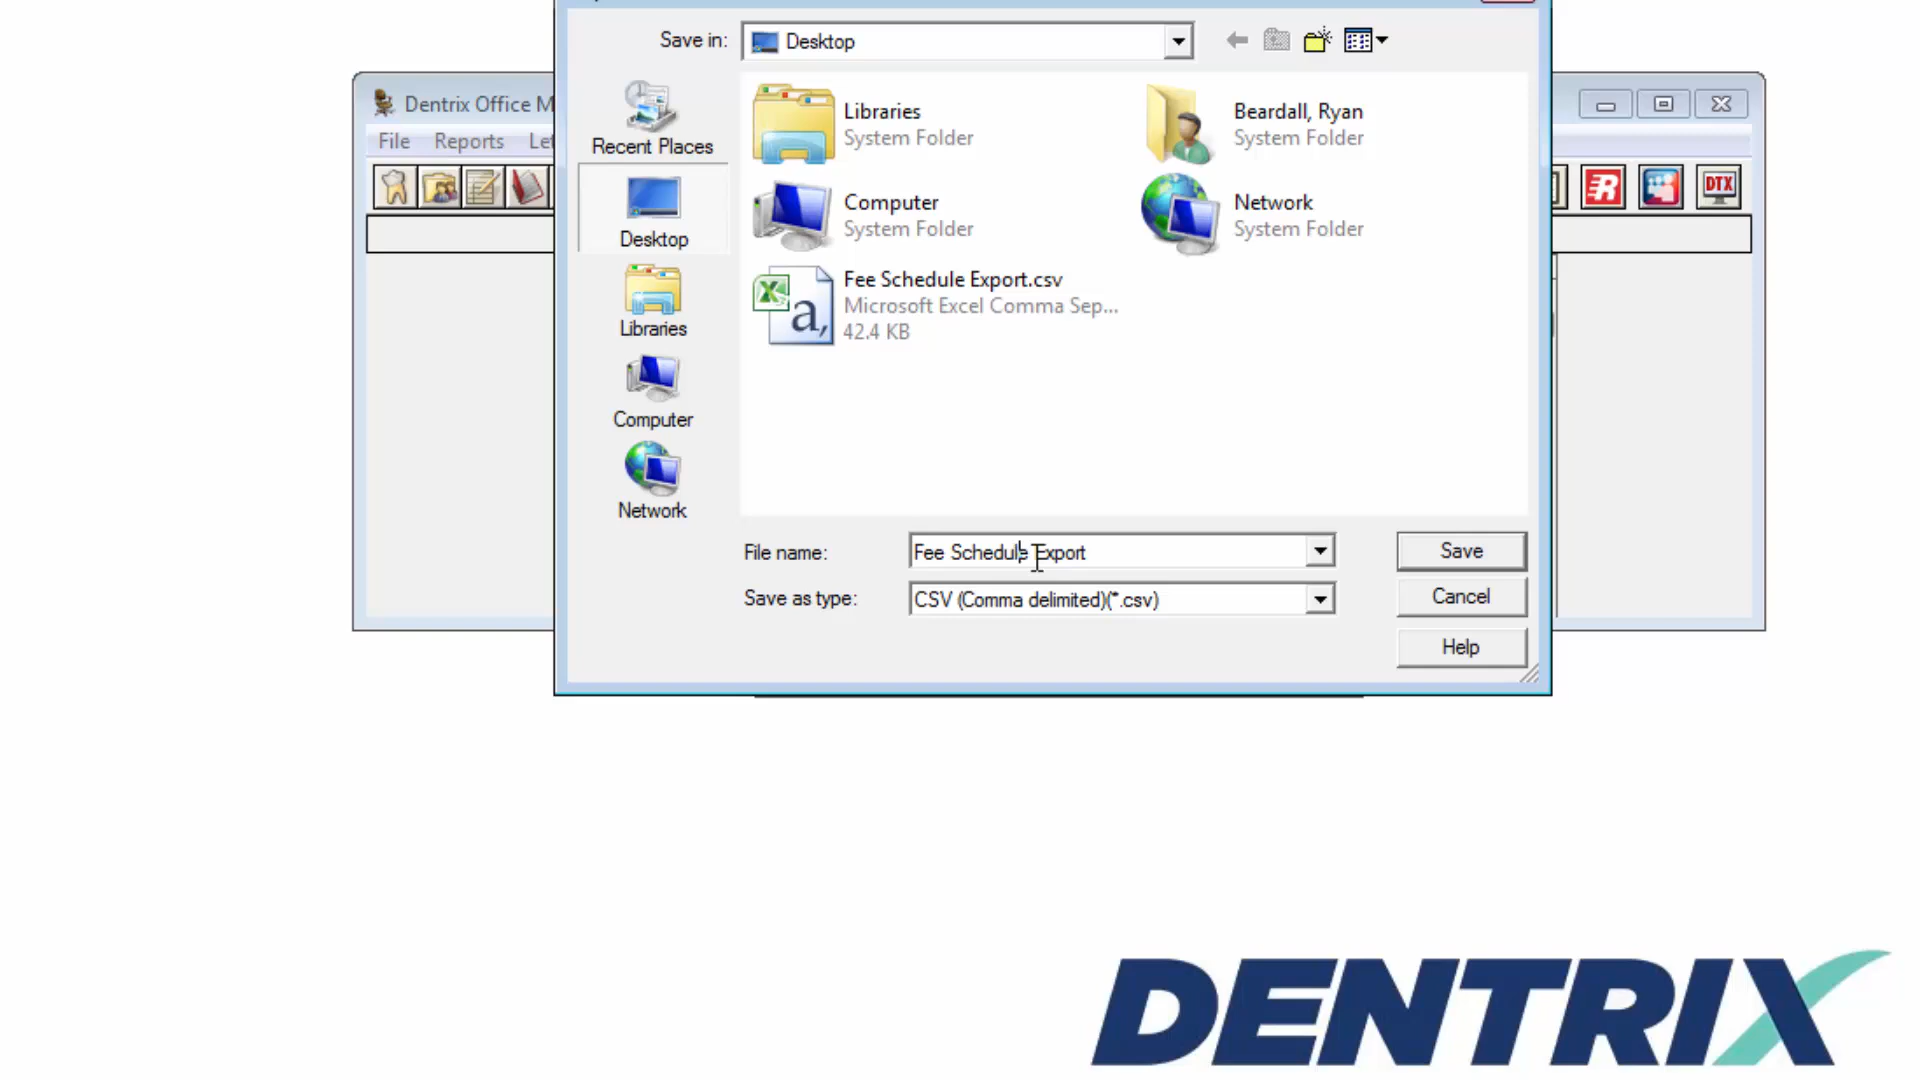 Save in:
Desktop
Dentrix Office M
File
Reports
Let
Recent Places
Desktop
Libraries
Computer
Network
Libraries
System Folder
Beardall, Ryan
System Folder
Computer
System Folder
Network
System Folder
Fee Schedule Export.csv
Microsoft Excel Comma Sep...
42.4 KB
a,
R
DTX
File name:
Fee Schedule Export
Save
Save as type:
CSV (Comma delimited)(*.csv)
Cancel
Help
DENTRIX